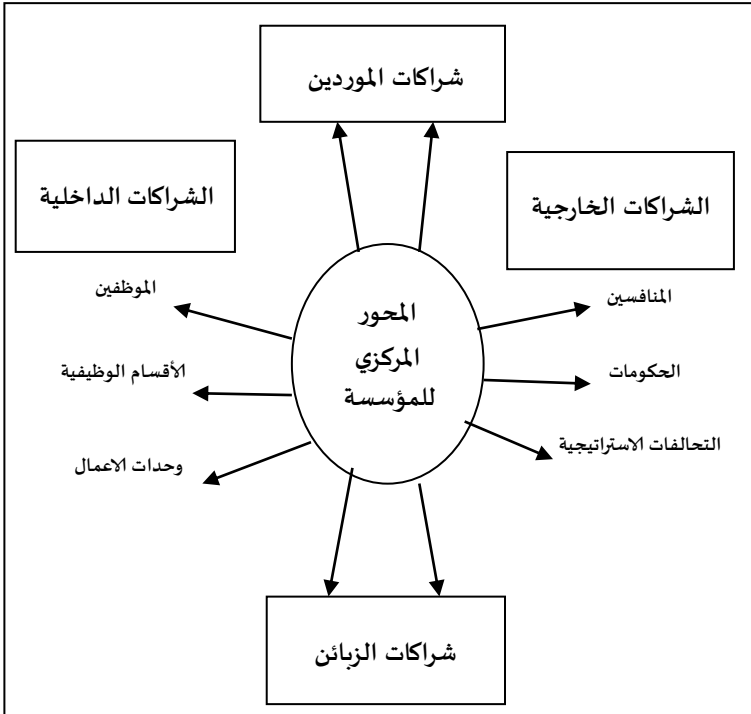 شراكات الموردين
الشراكات الخارجية
الشراكات الداخلية
المحور
المركزي
للمؤسسة
المنافسين
الحكومات
التحالفات الاستراتيجية
الموظفين
الأقسام الوظيفية
وحدات الاعمال
شراكات الزبائن